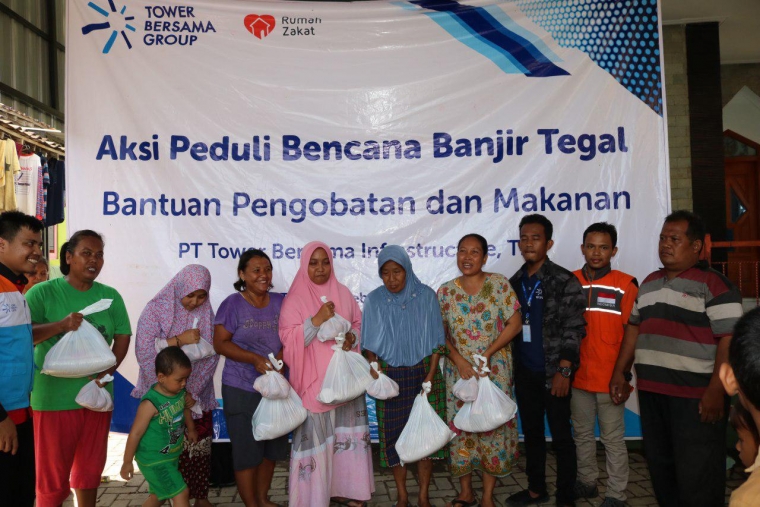 TOWER
BERSAMA
GROUP
Rumah
Zakat
Aksi Peduli Bencana Banjir Tegal
Bantuan Pengobatan dan Makanan
PT Tower Bersama Infrastructure,